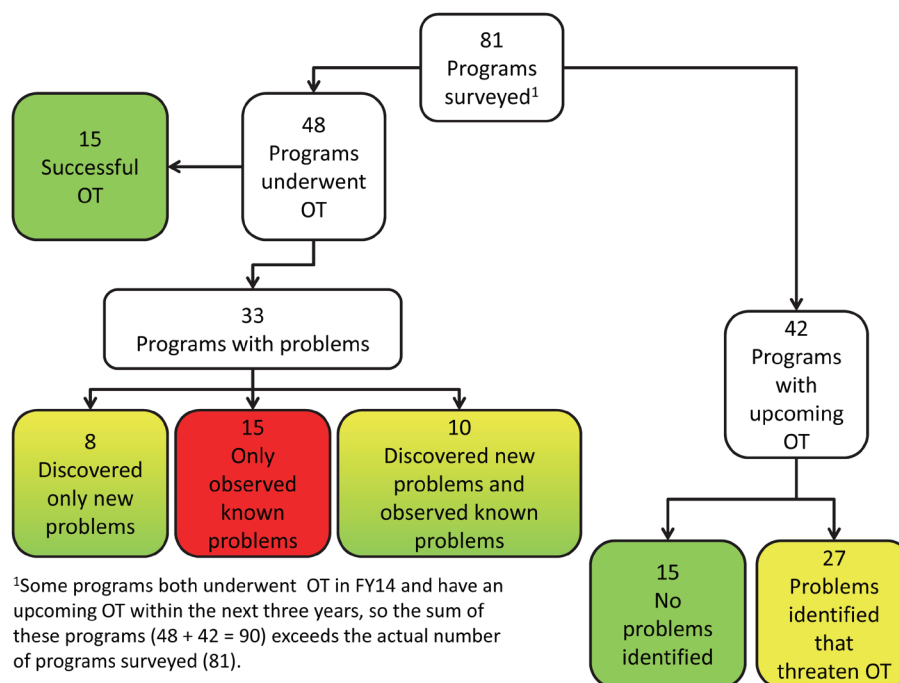 81
Programs
surveyed¹
48
Programs
underwent
OT
15
Successful
OT
33
Programs with problems
8
Discovered
only new
problems
15
Only
observed
known
problems
10
Discovered new
problems and
observed known
problems
42
Programs
with
upcoming
OT
15
No
problems
identified
27
Problems
identified
that
threaten OT
¹Some programs both underwent OT in FY14 and have an
upcoming OT within the next three years, so the sum of
these programs (48 + 42 = 90) exceeds the actual number
of programs surveyed (81).